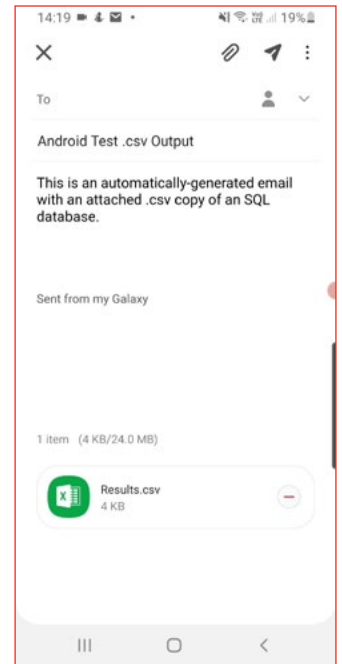 14:19 19%
To
Android Test .csv Output
This is an automatically-generated email
with an attached .csv copy of an SQL
database.
Sent from my Galaxy
1 item (4 KB/24.0 MB)
Results.csv
4 KB